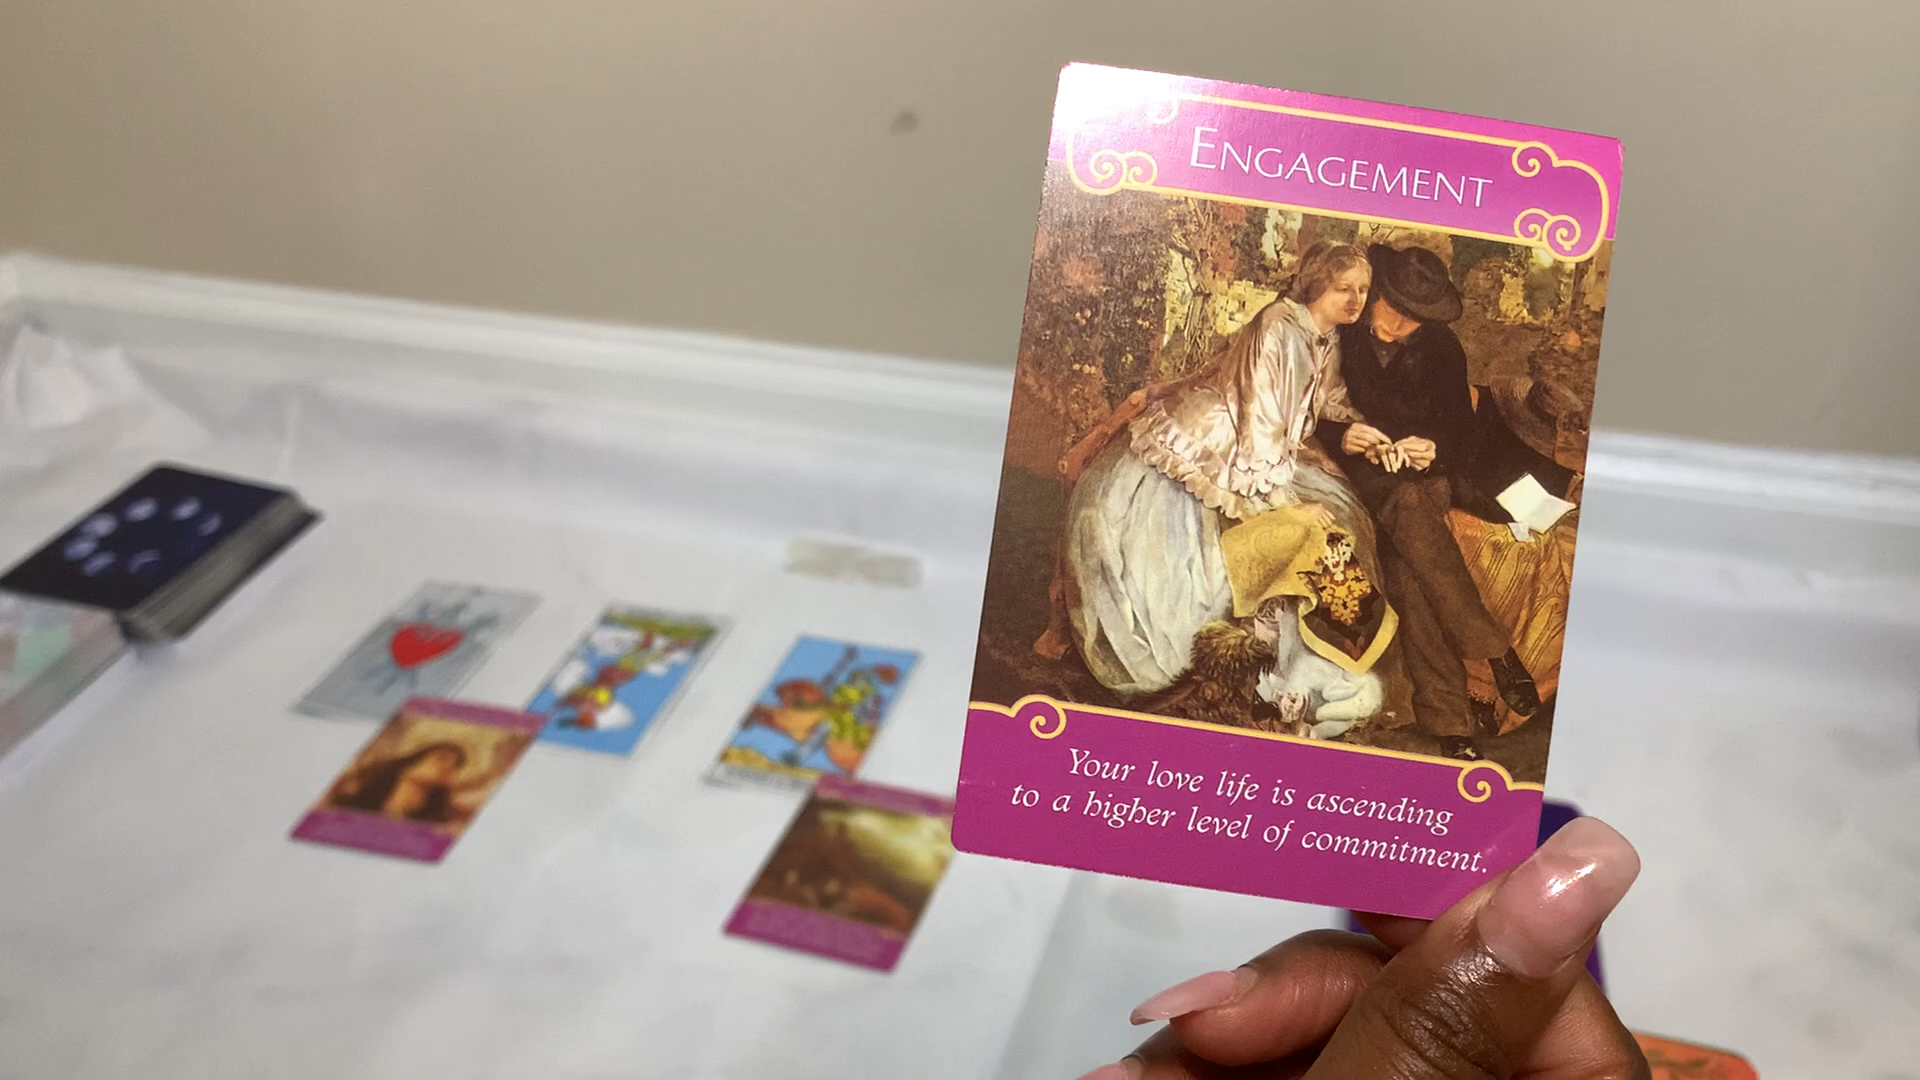 ENGAGEMENT
Your love life is ascending
to a higher level of commitment.